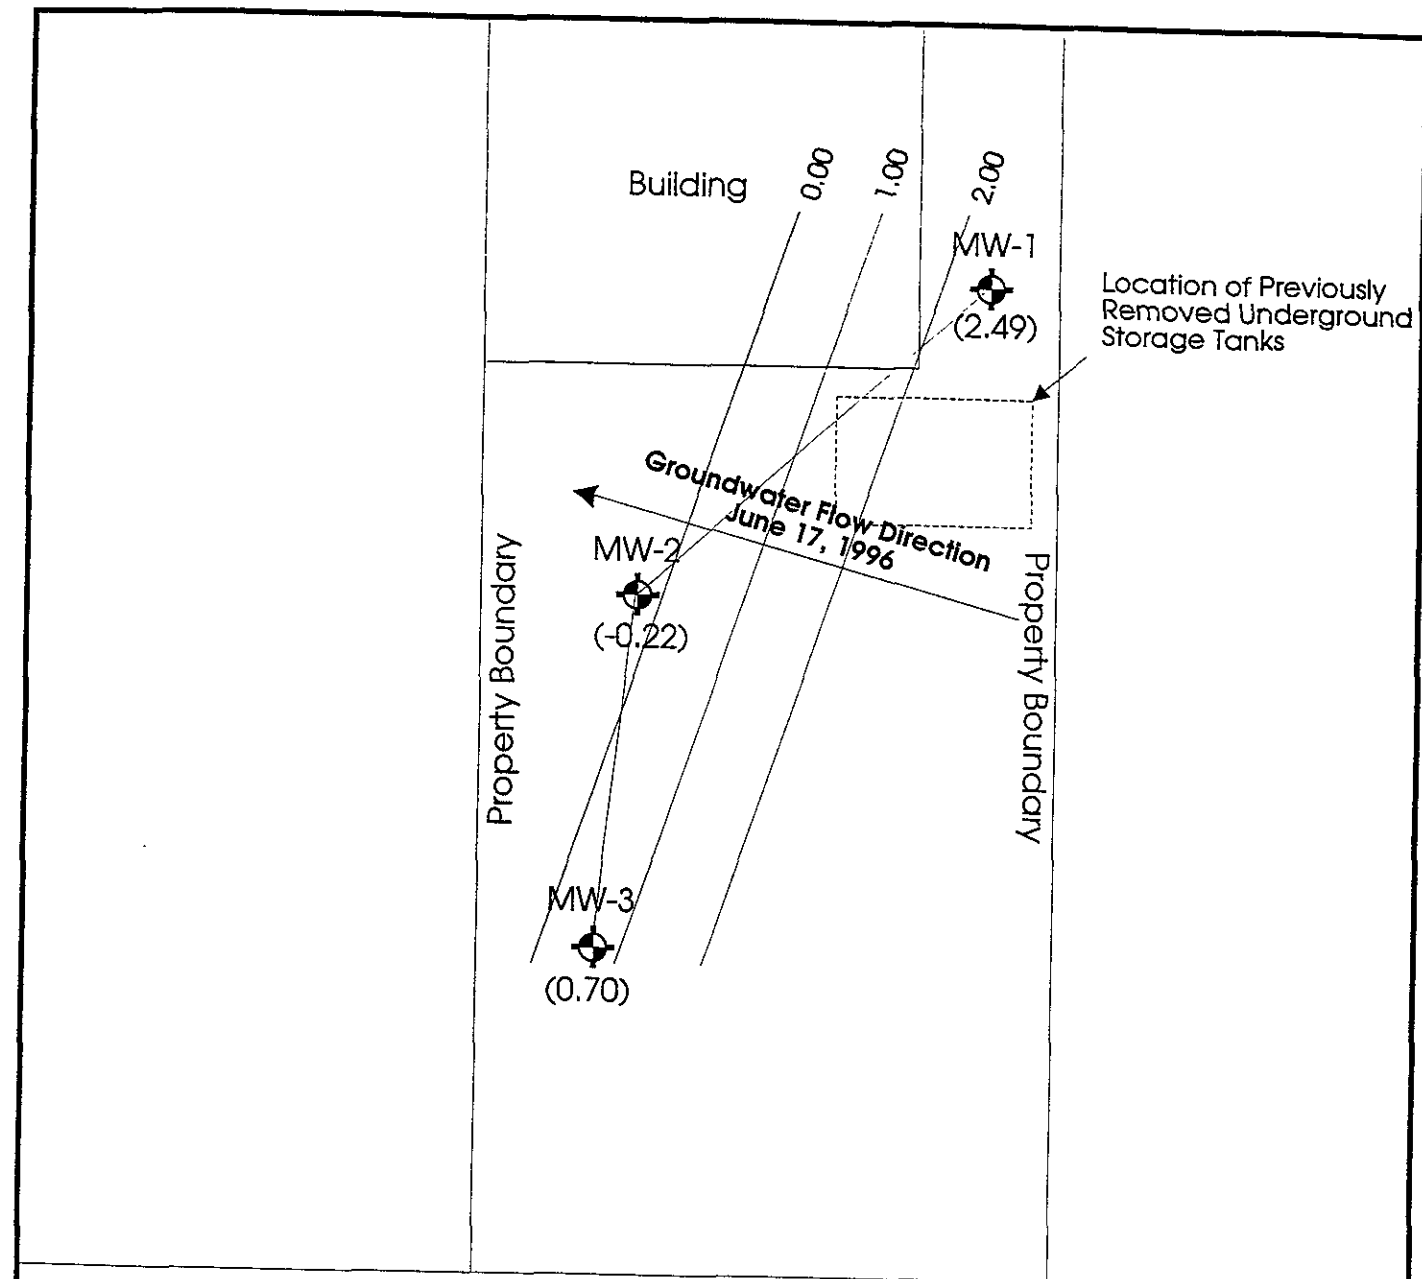 Building
0.00
1.00
2.00
MW-1
(2.49)
Location of Previously
Removed Underground
Storage Tanks
Groundwater Flow Direction
June 17, 1996
MW-2
(-0.22)
Property Boundary
Property Boundary
MW-3
(0.70)